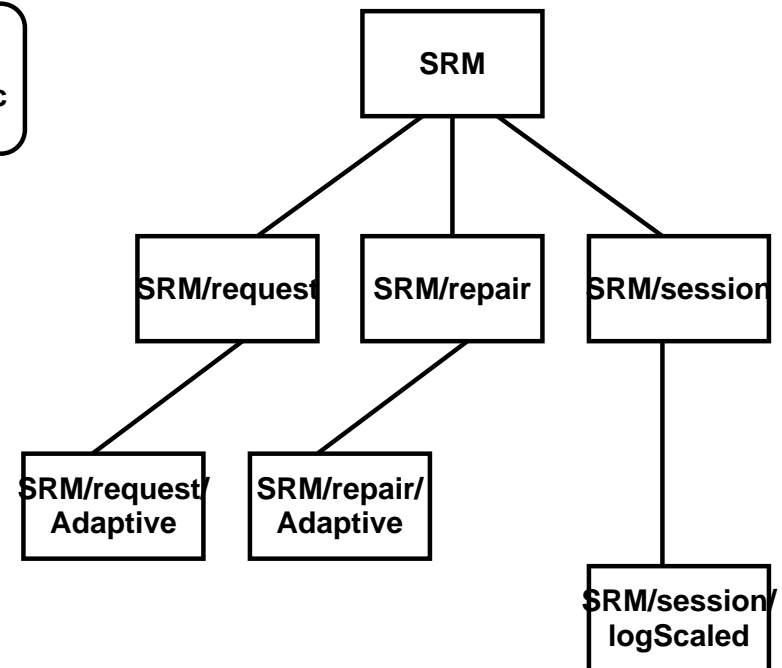 c
SRM
SRM/request
SRM/repair
SRM/session
SRM/request/
Adaptive
SRM/repair/
Adaptive
SRM/session/
logScaled